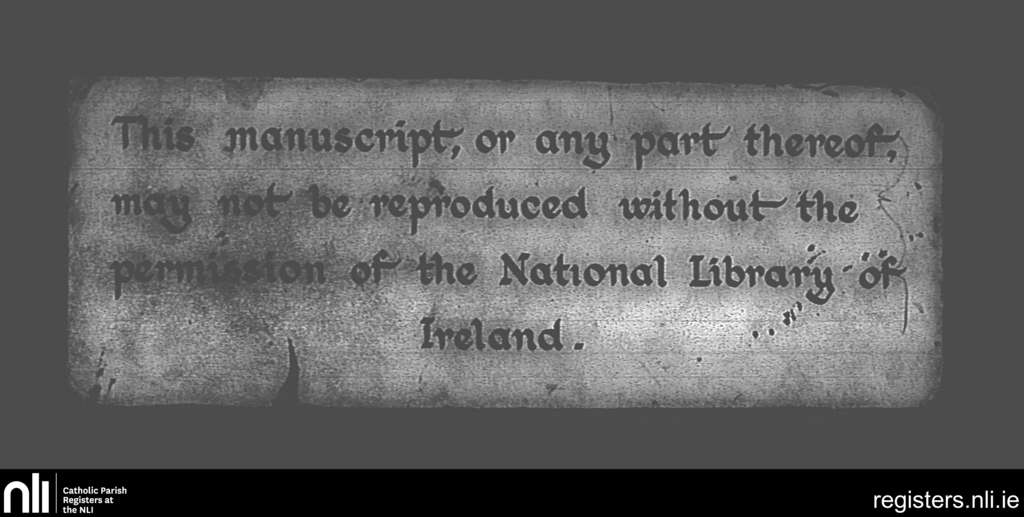 This manuscript, or any part thereof,
may not be reproduced without the
permission of the National Library of
Ireland.
nli
Catholic Parish
Registers at
the NLI
registers.nli.ie